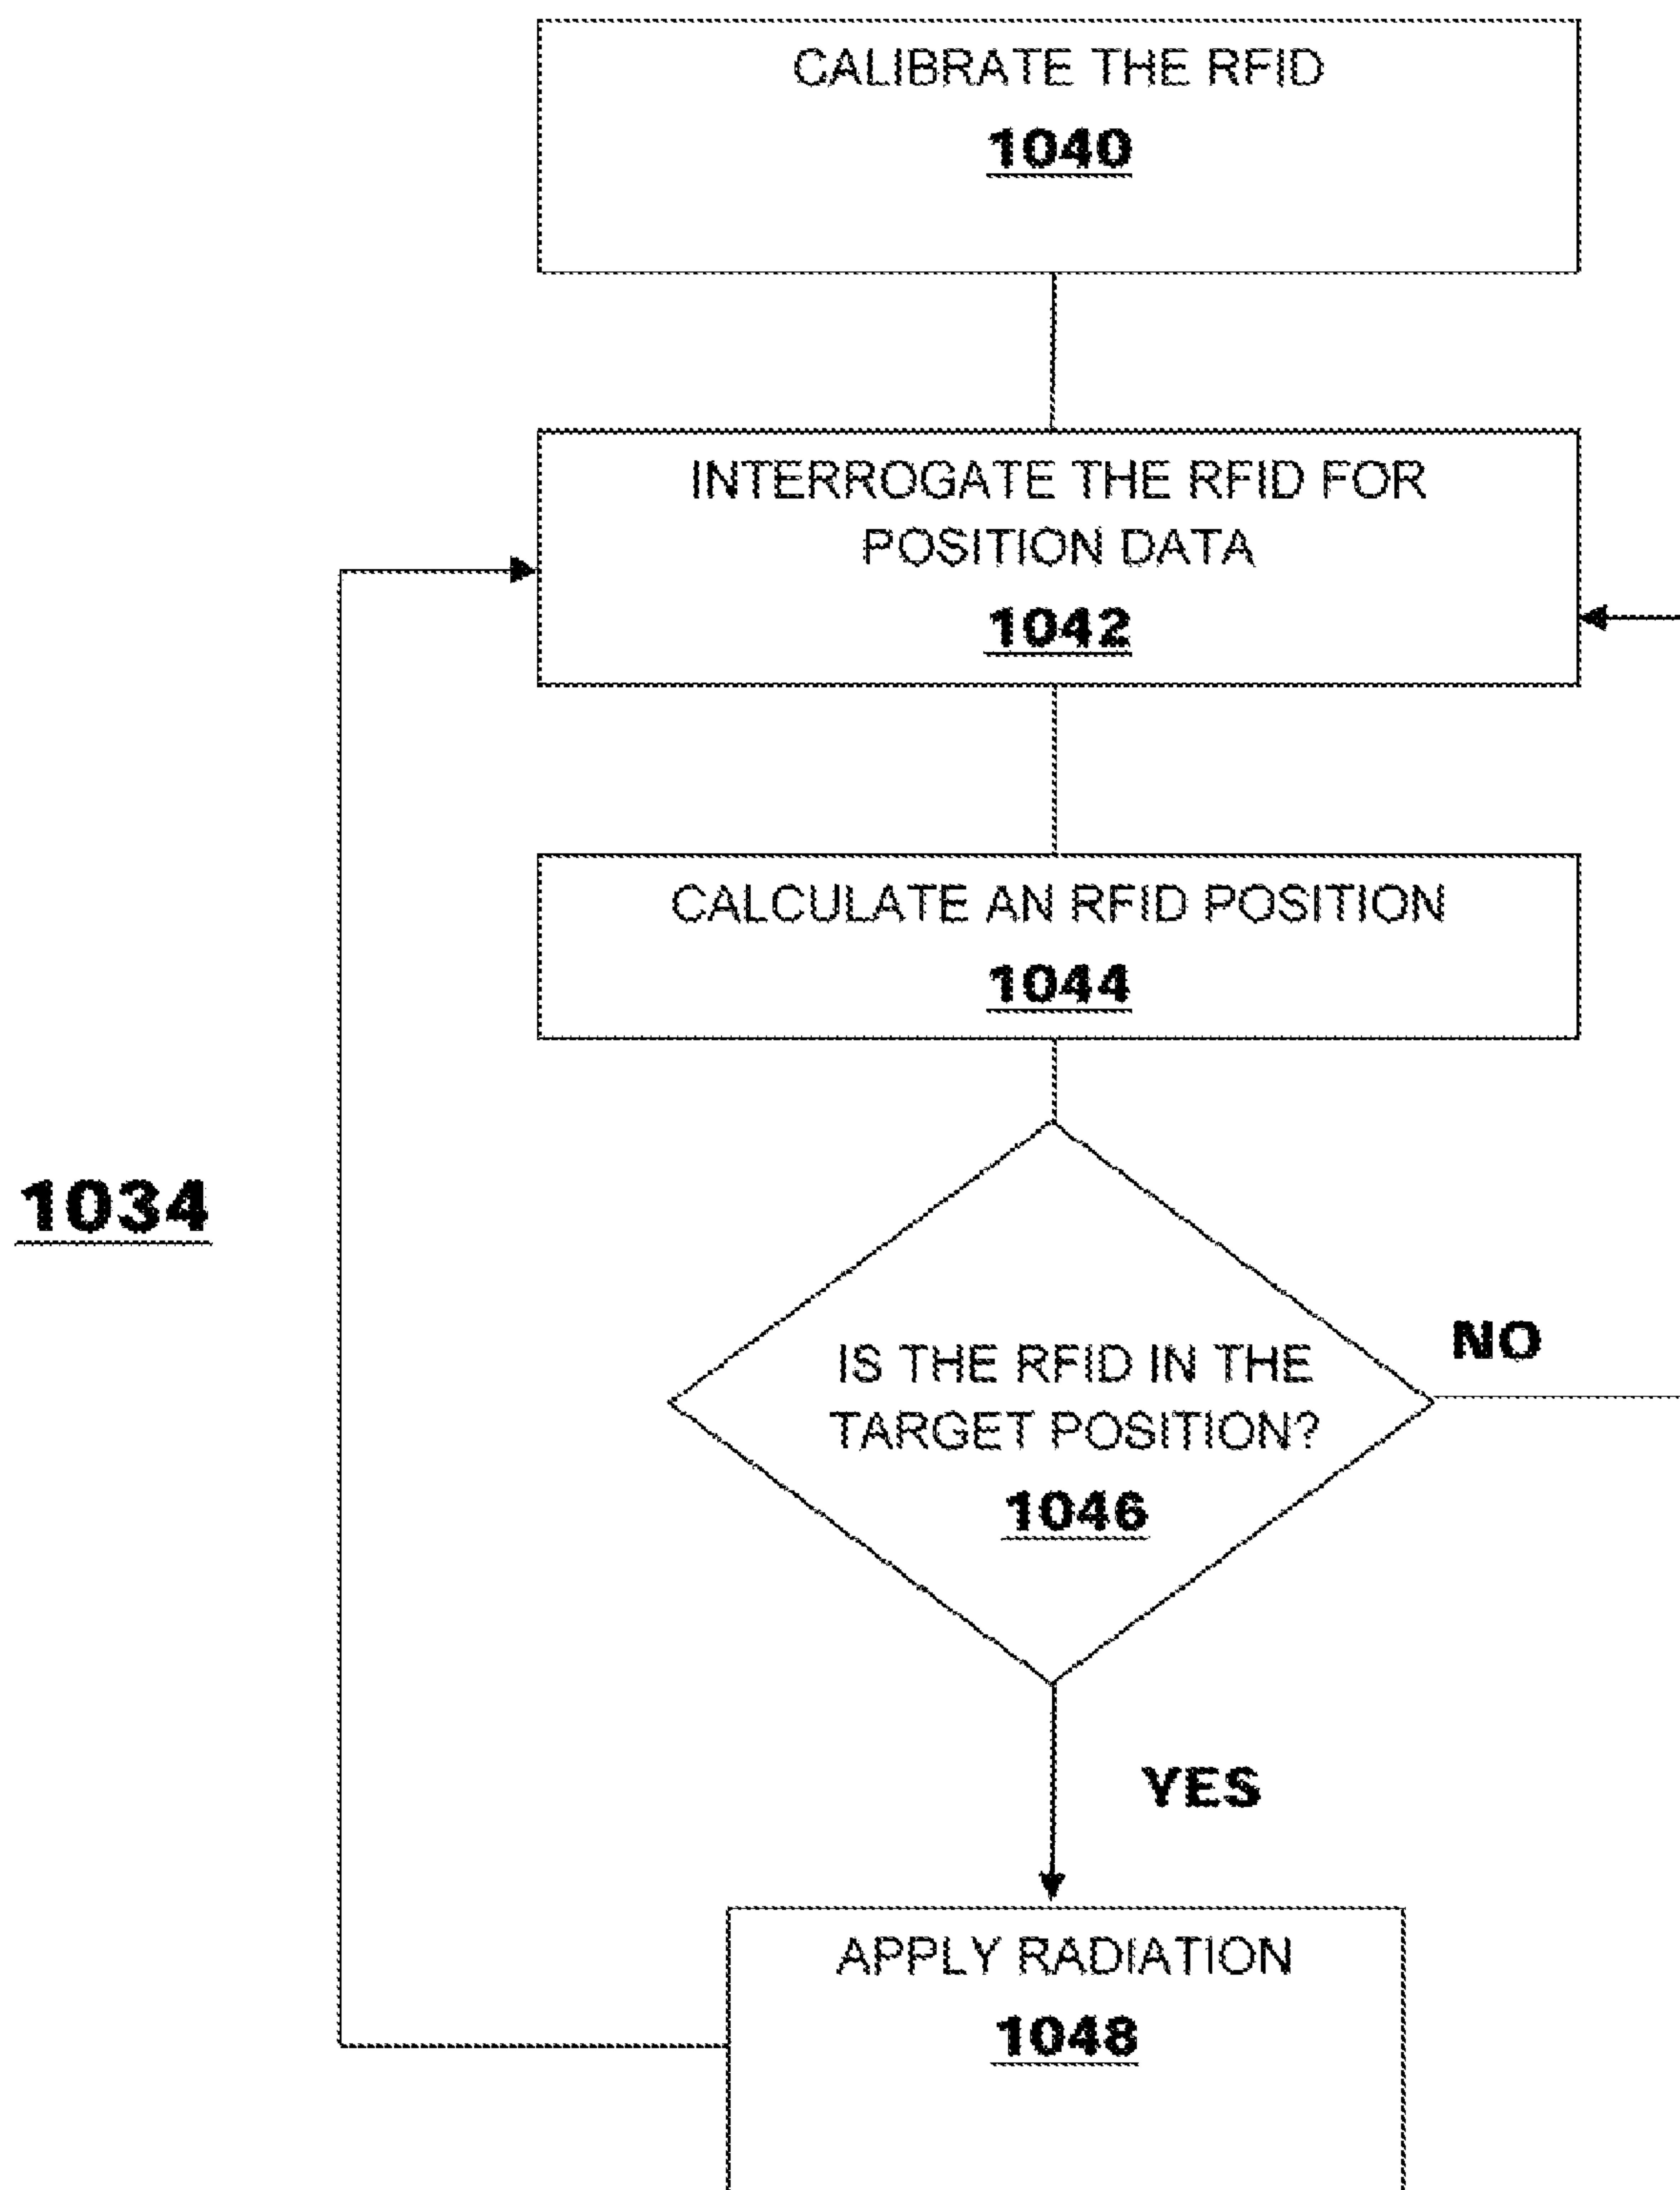 CALIBRATE THE RFID
1040
INTERROGATE THE RFID FOR
POSITION DATA
1042
CALCULATE AN RFID POSITION
1044
1034
IS THE RFID IN THE
TARGET POSITION?
1046
NO
YES
APPLY RADIATION
1048